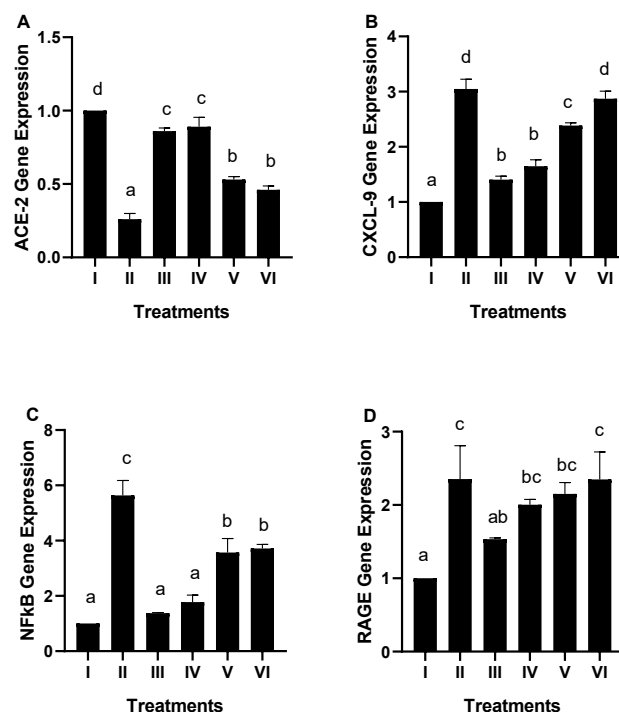 A
ACE-2 Gene Expression
1.5
1.0
0.5
0.0
d
a
c
c
b
b
I II III IV V VI
Treatments
B
CXCL-9 Gene Expression
4
3
2
1
0
a
d
b
b
c
d
I II III IV V VI
Treatments
C
NFkB Gene Expression
8
6
4
2
0
a
c
a
a
b
b
I II III IV V VI
Treatments
D
RAGE Gene Expression
3
2
1
0
a
c
ab
bc
bc
c
I II III IV V VI
Treatments